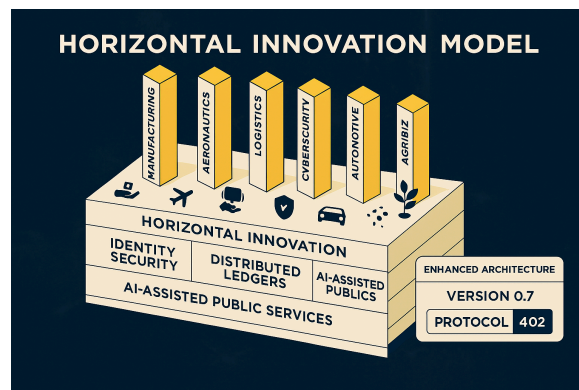 HORIZONTAL INNOVATION MODEL
MANUFACTURING
AERONAUTICS
LOGISTICS
CVBERSCURITY
AUTONOTIVE
AGRIBIZ
HORIZONTAL INNOVATION
IDENTITY
SECURITY
DISTRIBUTED
LEDGERS
AI-ASSISTED
PUBLICS
AI-ASSISTED PUBLIC SERVICES
ENHANCED ARCHITECTURE
VERSION 0.7
PROTOCOL 402